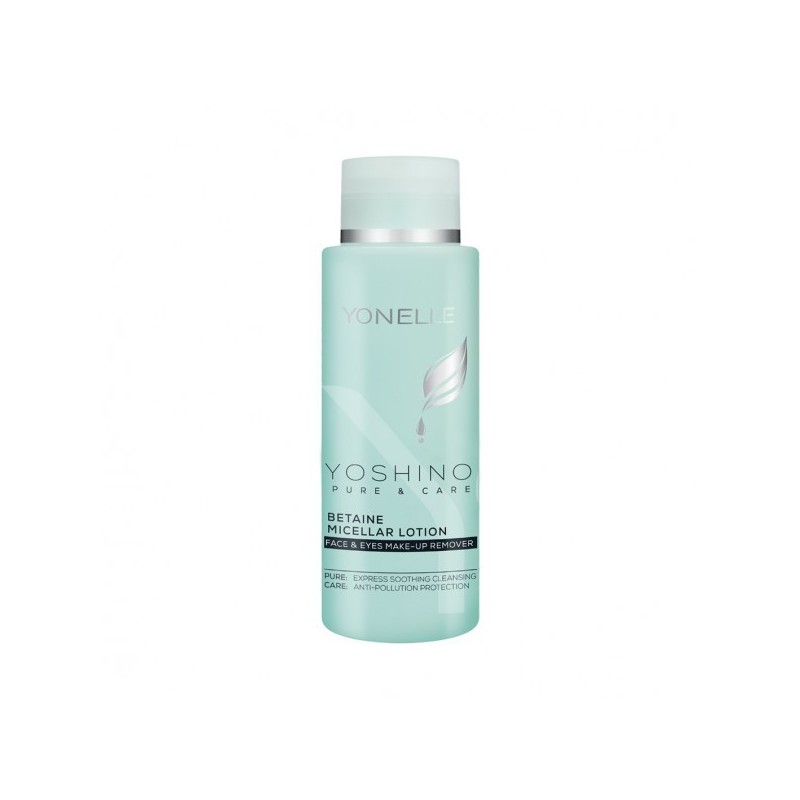 YONELLE
YOSHINO
PURE & CARE
BETAINE
MICELLAR LOTION
FACE & EYES MAKE-UP REMOVER
PURE: EXPRESS SOOTHING CLEANSING
CARE: ANTI-POLLUTION PROTECTION